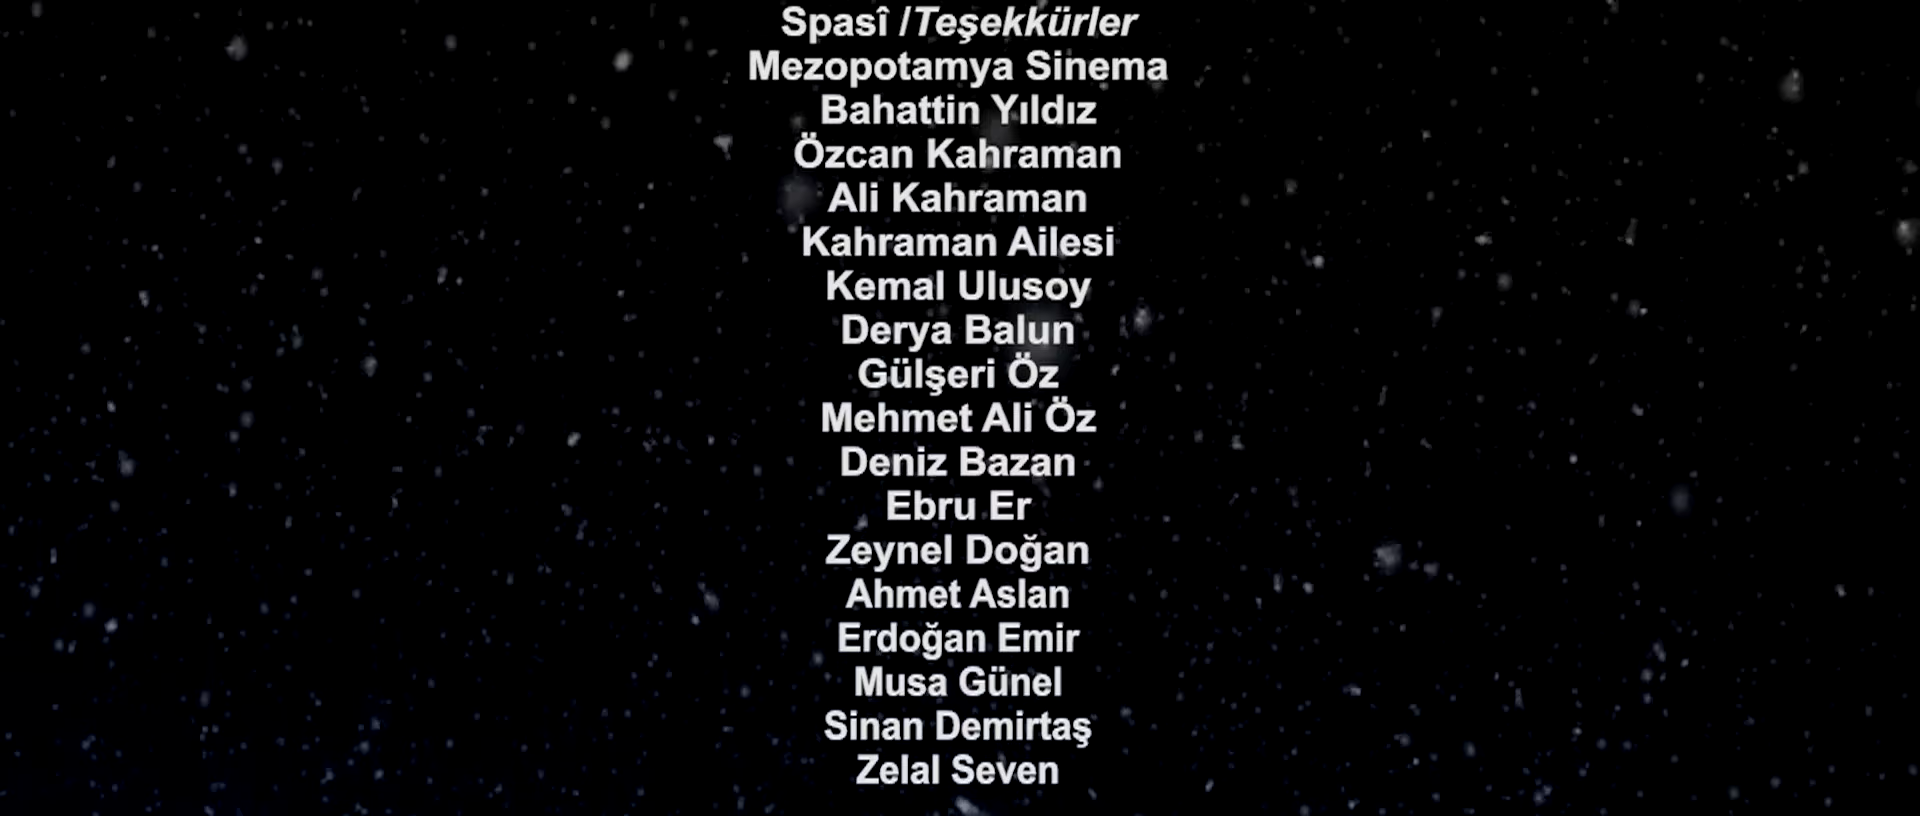 Spasî /Teşekkürler
Mezopotamya Sinema
Bahattin Yıldız
Özcan Kahraman
Ali Kahraman
Kahraman Ailesi
Kemal Ulusoy
Derya Balun
Gülşeri Öz
Mehmet Ali Öz
Deniz Bazan
Ebru Er
Zeynel Doğan
Ahmet Aslan
Erdoğan Emir
Musa Günel
Sinan Demirtaş
Zelal Seven